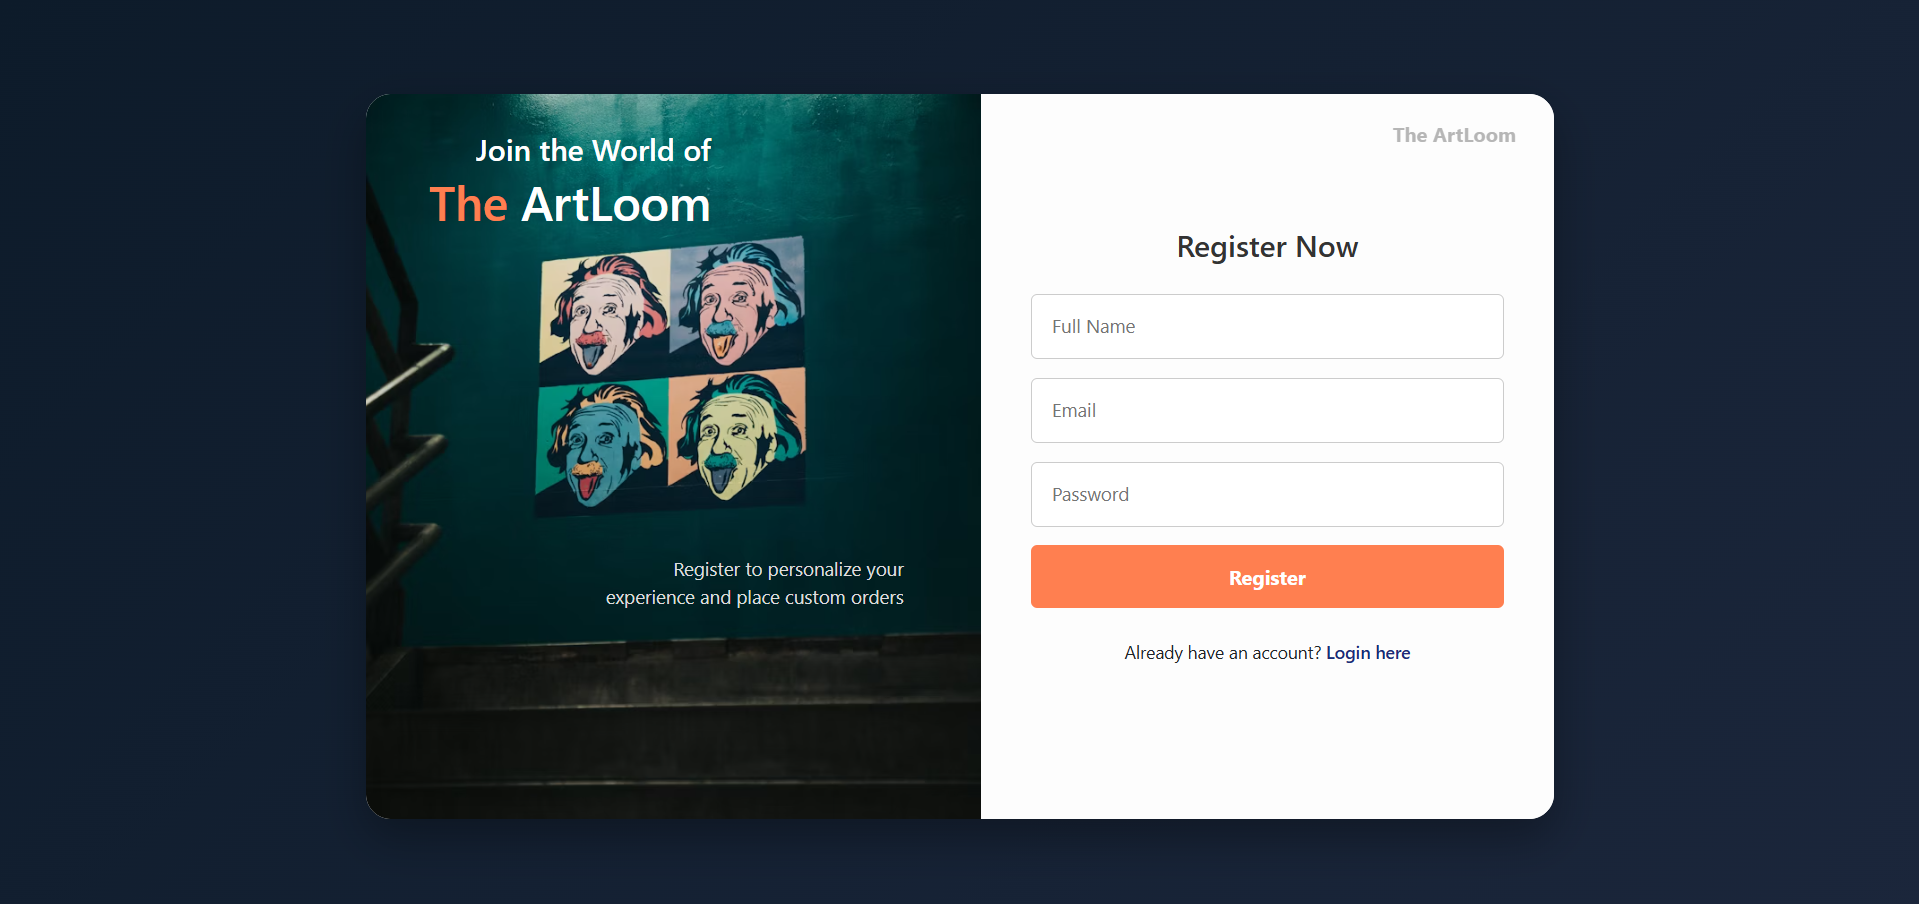 Join the World of
The ArtLoom
Register to personalize your
experience and place custom orders
The ArtLoom
Register Now
Full Name
Email
Password
Register
Already have an account? Login here